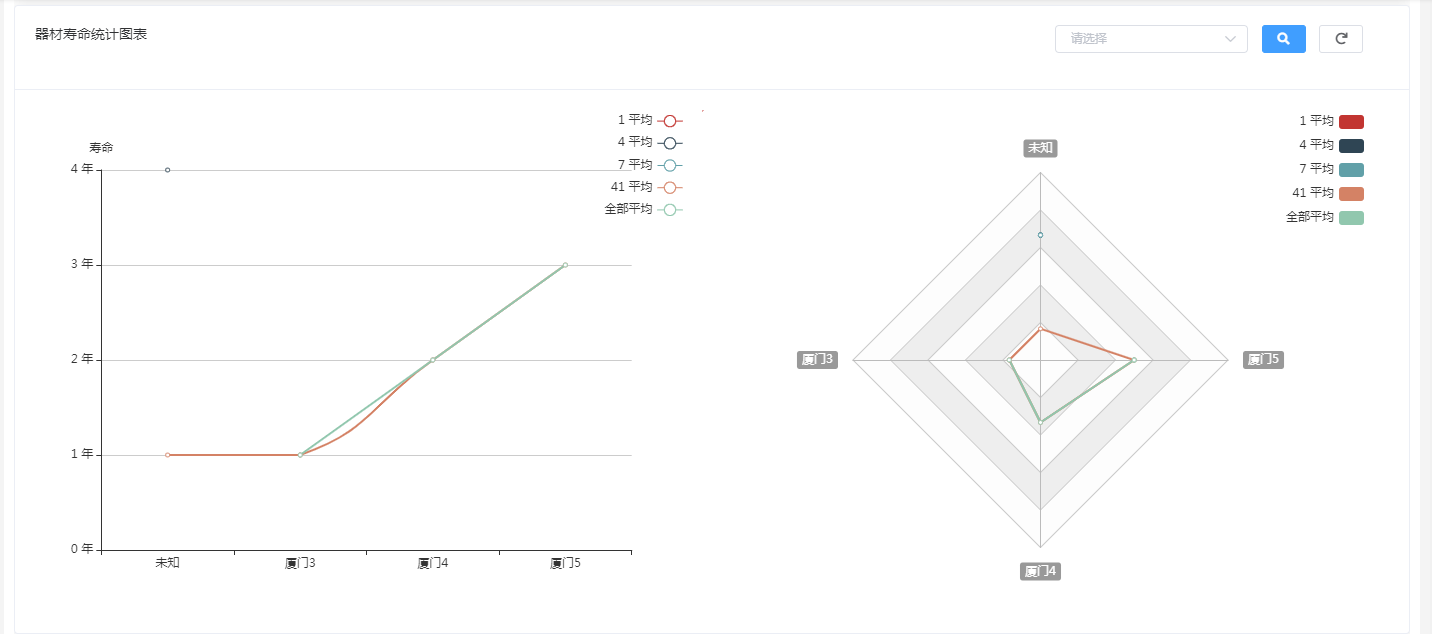 器材寿命统计图表
请选择
1 平均
4 平均
7 平均
41 平均
全部平均
寿命
4 年
3 年
2 年
1 年
0 年
未知
厦门3
厦门4
厦门5
1 平均
4 平均
7 平均
41 平均
全部平均
未知
厦门3
厦门5
厦门4